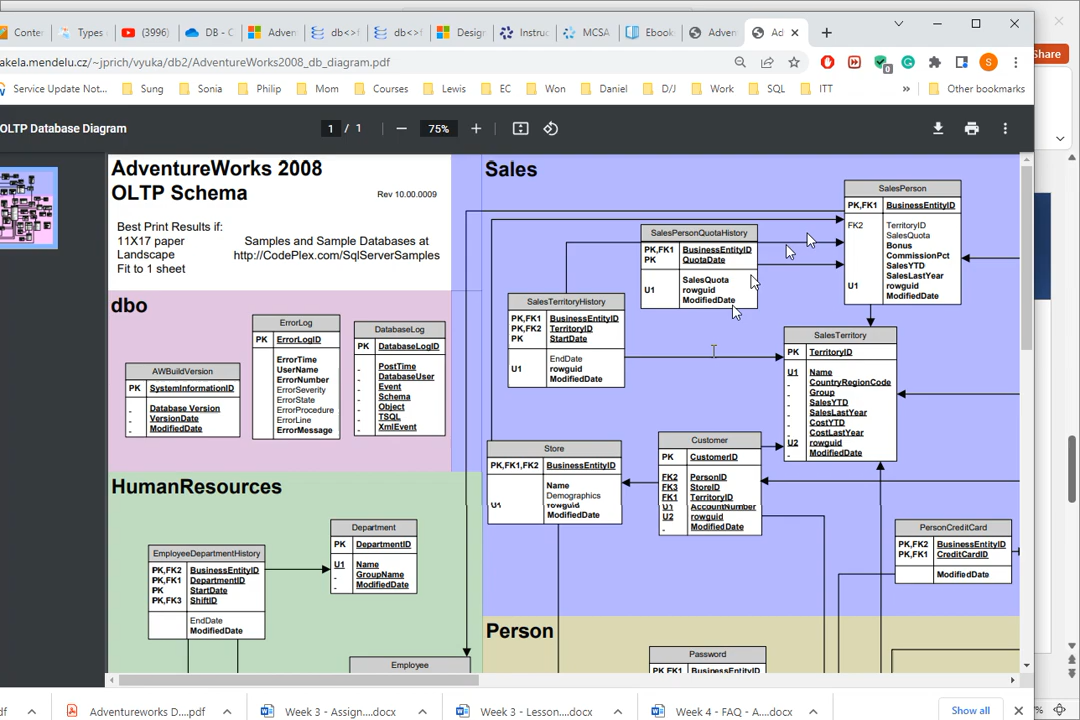 Conter
Types
(3996)
DB - C
Adven
db<>f
db<>f
Design
Instruc
MCSA
Ebook
Adven
Ad
akela.mendelu.cz/~jprich/vyuka/db2/AdventureWorks2008_db_diagram.pdf
0
S
Share
Service Update Not...
Sung
Sonia
Philip
Mom
Courses
Lewis
EC
Won
Daniel
D/J
Work
SQL
ITT
»
Other bookmarks
OLTP Database Diagram
1 / 1
75%
AdventureWorks 2008
OLTP Schema
Rev 10.00.0009
Best Print Results if:
11X17 paper
Landscape
Fit to 1 sheet
Samples and Sample Databases at
http://CodePlex.com/SqlServerSamples
dbo
AWBuildVersion
PK SystemInformationID
Database Version
VersionDate
ModifiedDate
ErrorLog
PK ErrorLogID
ErrorTime
UserName
ErrorNumber
ErrorSeverity
ErrorState
ErrorProcedure
ErrorLine
ErrorMessage
DatabaseLog
PK DatabaseLogID
PostTime
DatabaseUser
Event
Schema
Object
TSQL
XmlEvent
HumanResources
EmployeeDepartmentHistory
PK,FK2 BusinessEntityID
PK,FK1 DepartmentID
PK StartDate
PK,FK3 ShiftID
EndDate
ModifiedDate
Department
PK DepartmentID
U1 Name
GroupName
ModifiedDate
Employee
Sales
SalesPerson
PK,FK1 BusinessEntityID
FK2 TerritoryID
SalesQuota
Bonus
CommissionPct
SalesYTD
SalesLastYear
U1 rowguid
ModifiedDate
SalesPersonQuotaHistory
PK,FK1 BusinessEntityID
PK QuotaDate
SalesQuota
U1 rowguid
ModifiedDate
SalesTerritoryHistory
PK,FK1 BusinessEntityID
PK,FK2 TerritoryID
PK StartDate
EndDate
U1 rowguid
ModifiedDate
SalesTerritory
PK TerritoryID
U1 Name
CountryRegionCode
Group
SalesYTD
SalesLastYear
CostYTD
CostLastYear
U2 rowguid
ModifiedDate
Store
PK,FK1,FK2 BusinessEntityID
Name
Demographics
U1 rowguid
ModifiedDate
Customer
PK CustomerID
FK2 PersonID
FK3 StoreID
FK1 TerritoryID
U1 AccountNumber
U2 rowguid
ModifiedDate
PersonCreditCard
PK,FK2 BusinessEntityID
PK,FK1 CreditCardID
ModifiedDate
Person
Password
PK,FK1 BusinessEntityID
df
Adventureworks D....pdf
Week 3 - Assign....docx
Week 3 - Lesson....docx
Week 4 - FAQ - A....docx
Show all
%